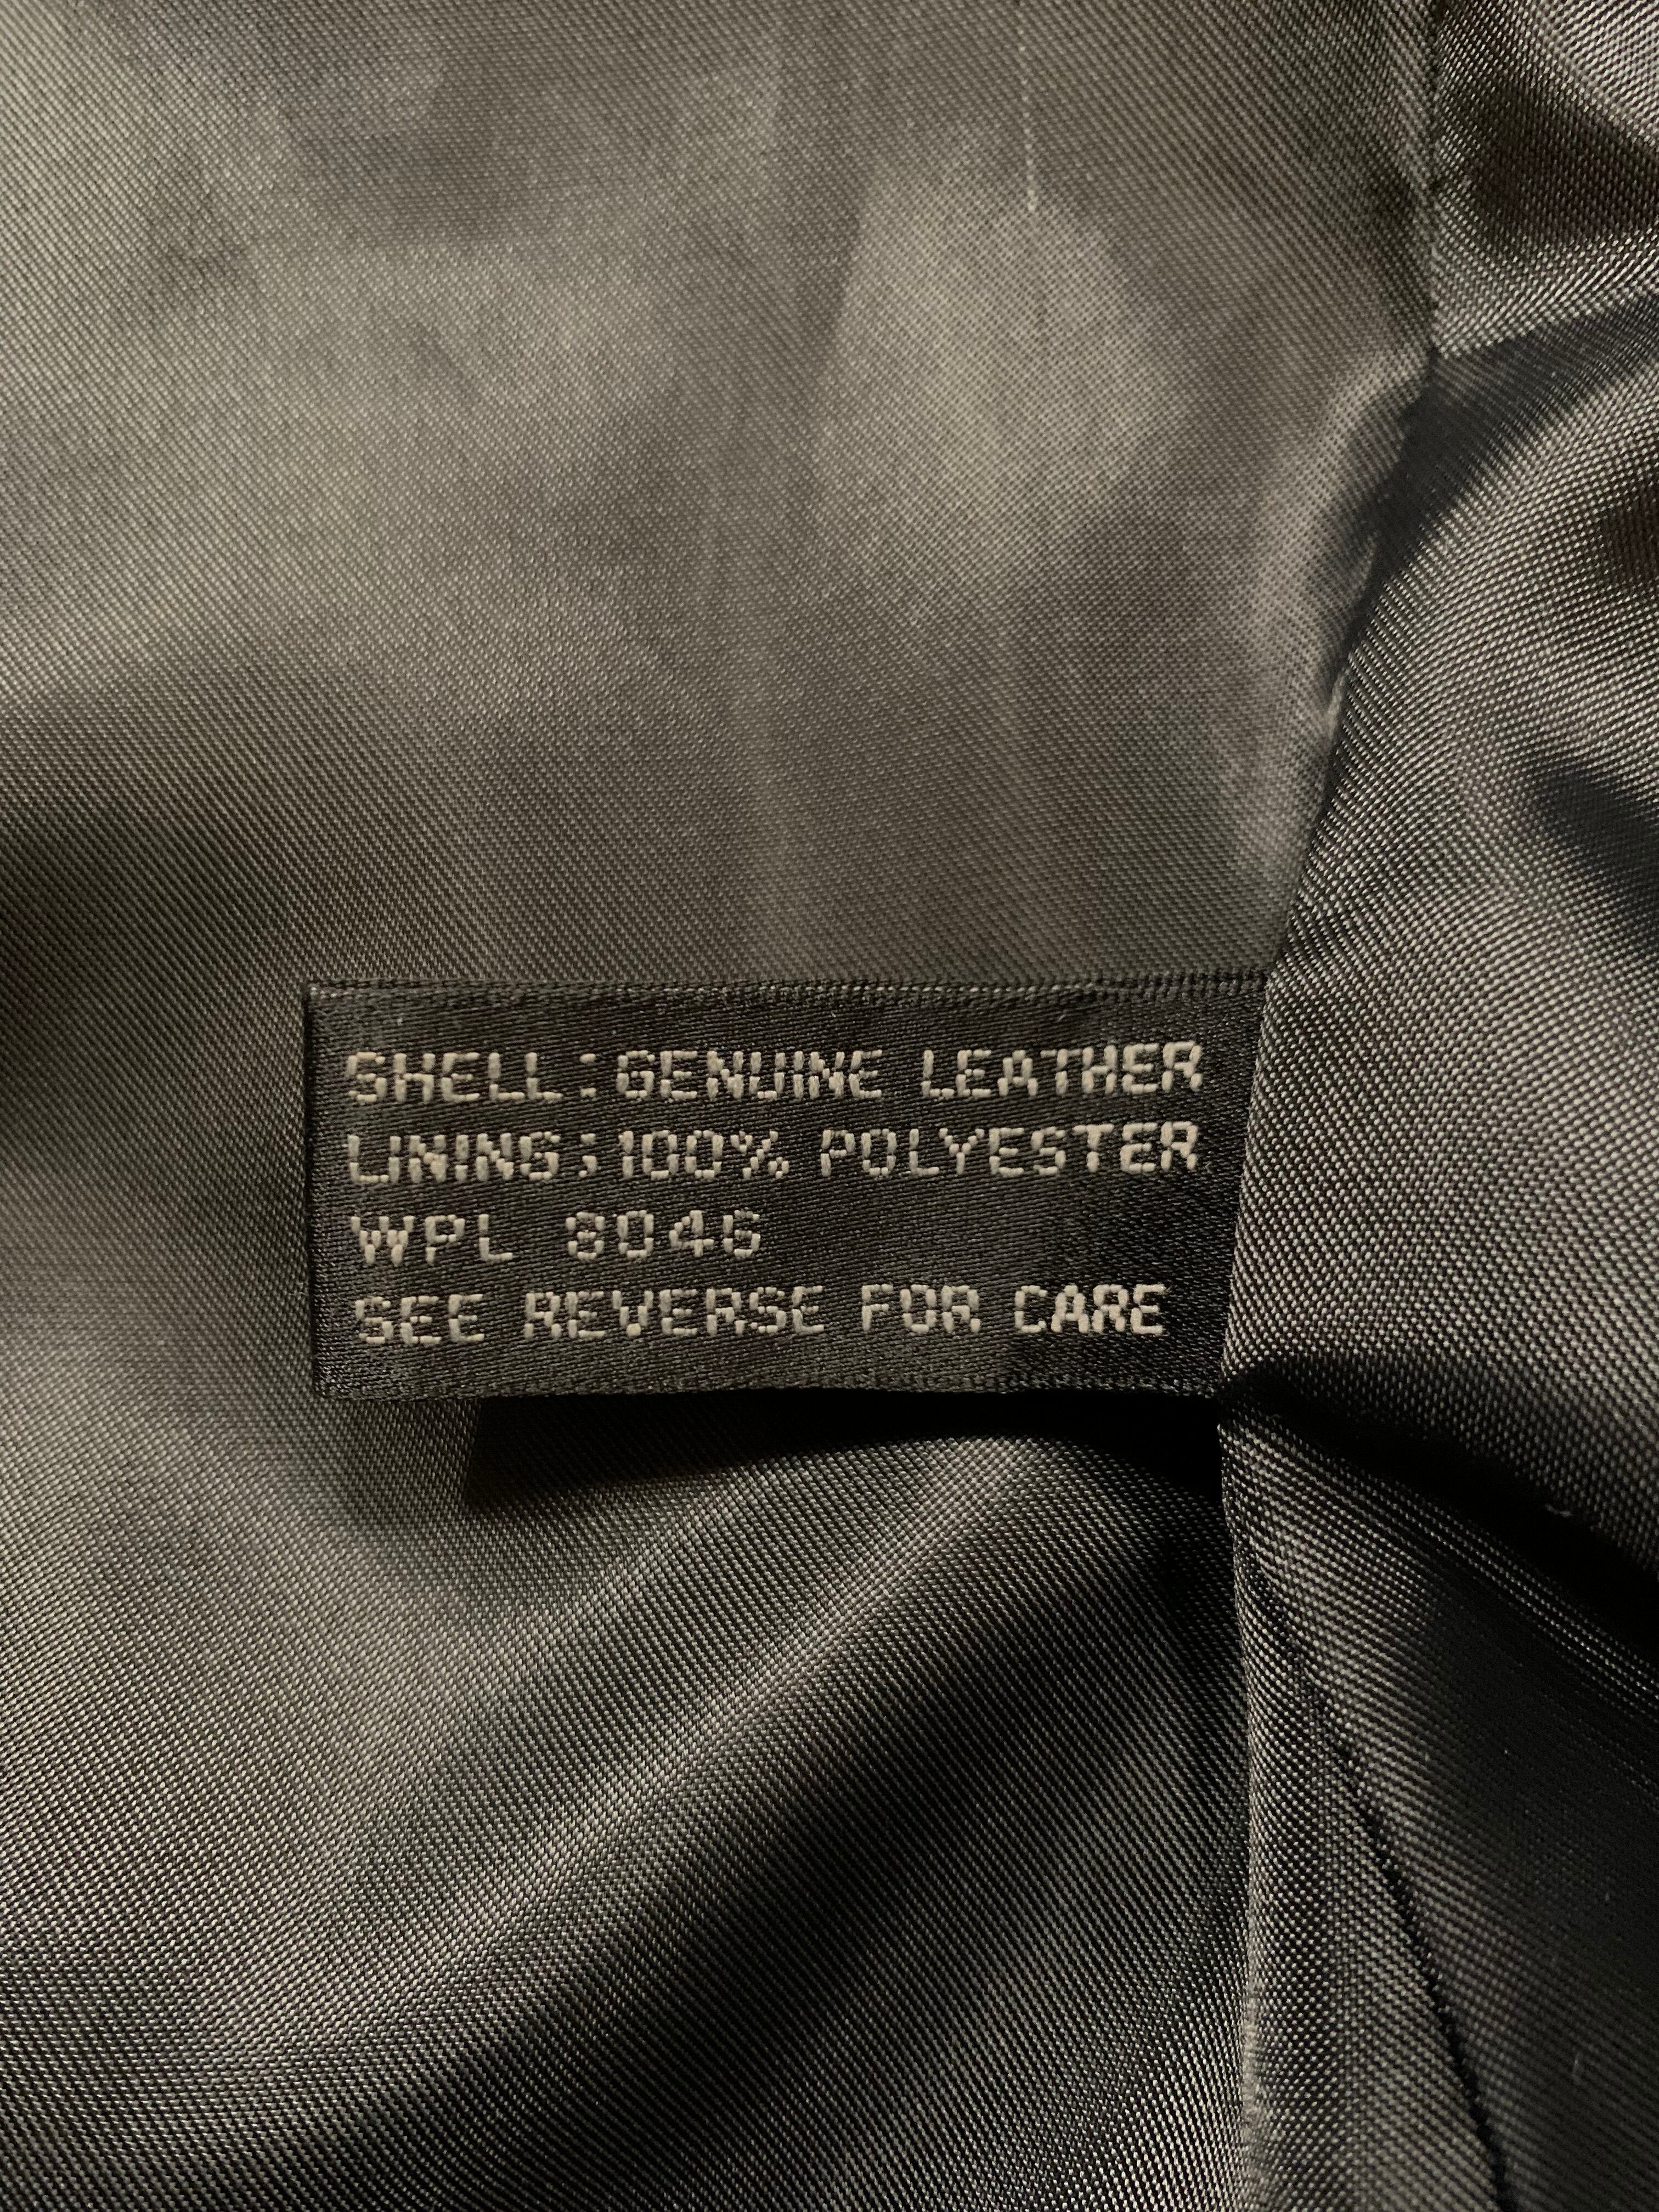 SHELL:GENUINE LEATHER
LINING:100% POLYESTER
WPL 8046
SEE REVERSE FOR CARE